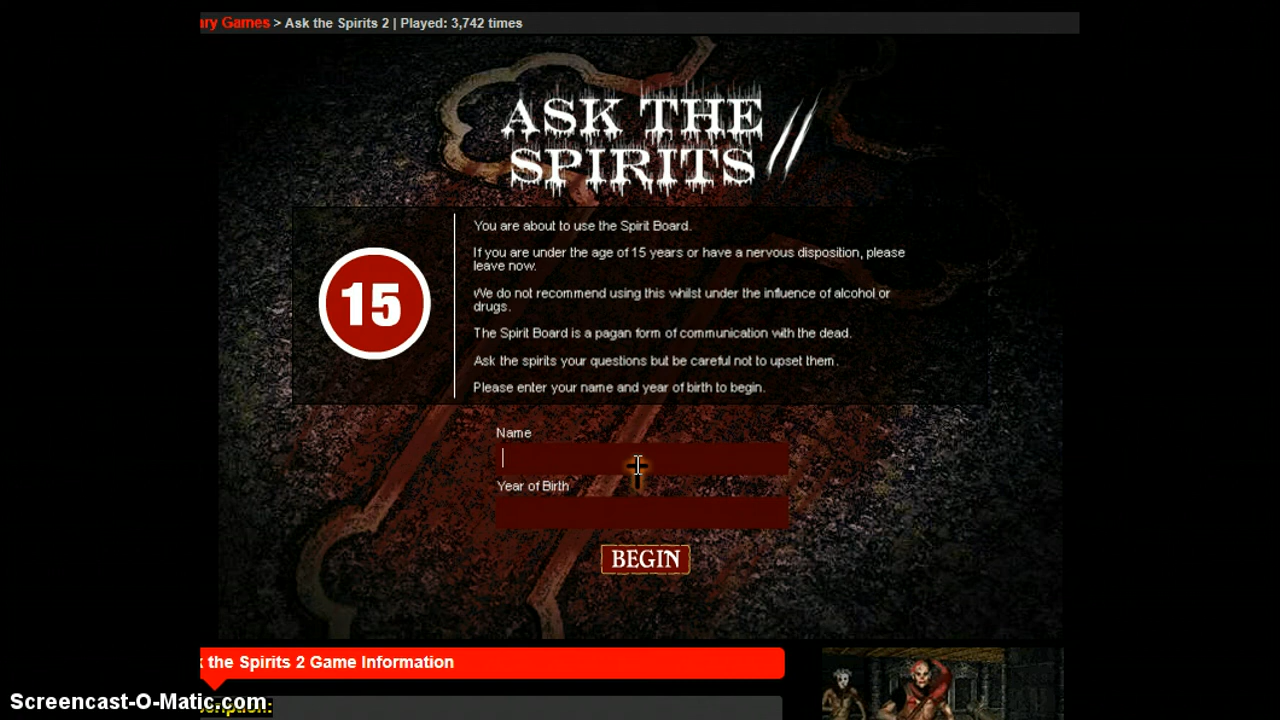 Games > Ask the Spirits 2 | Played: 3,742 times
ASK THE
SPIRITS II
You are about to use the Spirit Board.
If you are under the age of 15 years or have a nervous disposition, please
leave now.
15
We do not recommend using this whilst under the influence of alcohol or
drugs.
The Spirit Board is a pagan form of communication with the dead.
Ask the spirits your questions but be careful not to upset them.
Please enter your name and year of birth to begin.
Name
Year of Birth
BEGIN
the Spirits 2 Game Information
Screencast-O-Matic.com